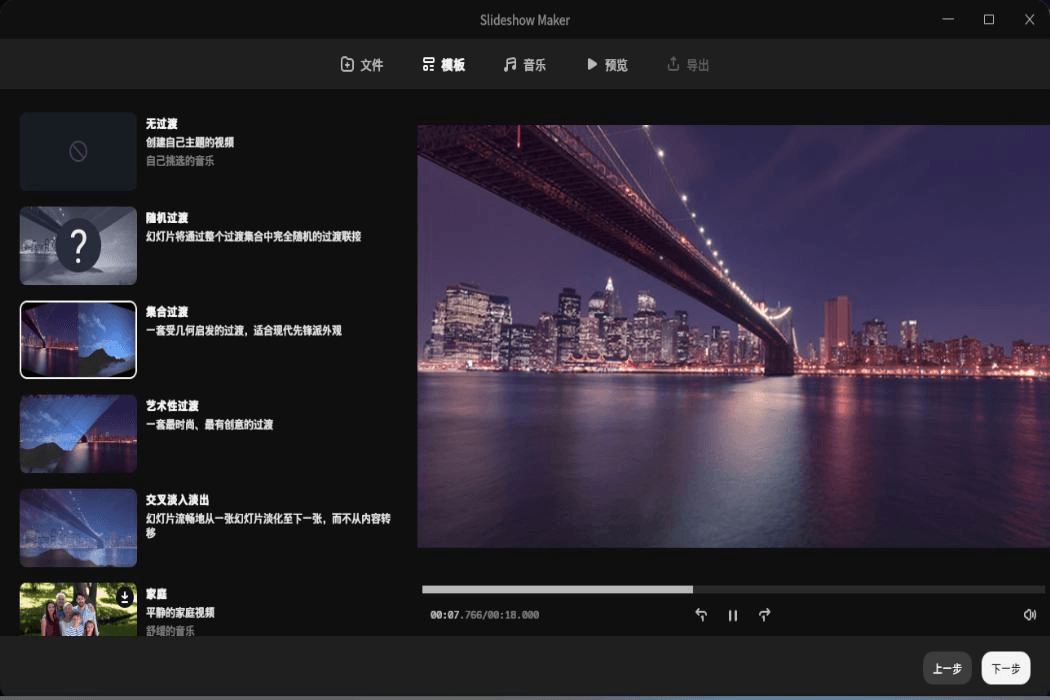 Slideshow Maker
文件 模板 音乐 预览 导出
无过渡
创建自己主题的视频
自己挑选的音乐
随机过渡
幻灯片将通过整个过渡集合中完全随机的过渡联接
集合过渡
一套受几何启发的过渡，适合现代先锋派外观
艺术性过渡
一套最时尚、最有创意的过渡
交叉淡入淡出
幻灯片流畅地从一张幻灯片淡化至下一张，而不从内容转
移
家庭
平静的家庭视频
舒缓的音乐
00:07.766/00:18.000
上一步 下一步